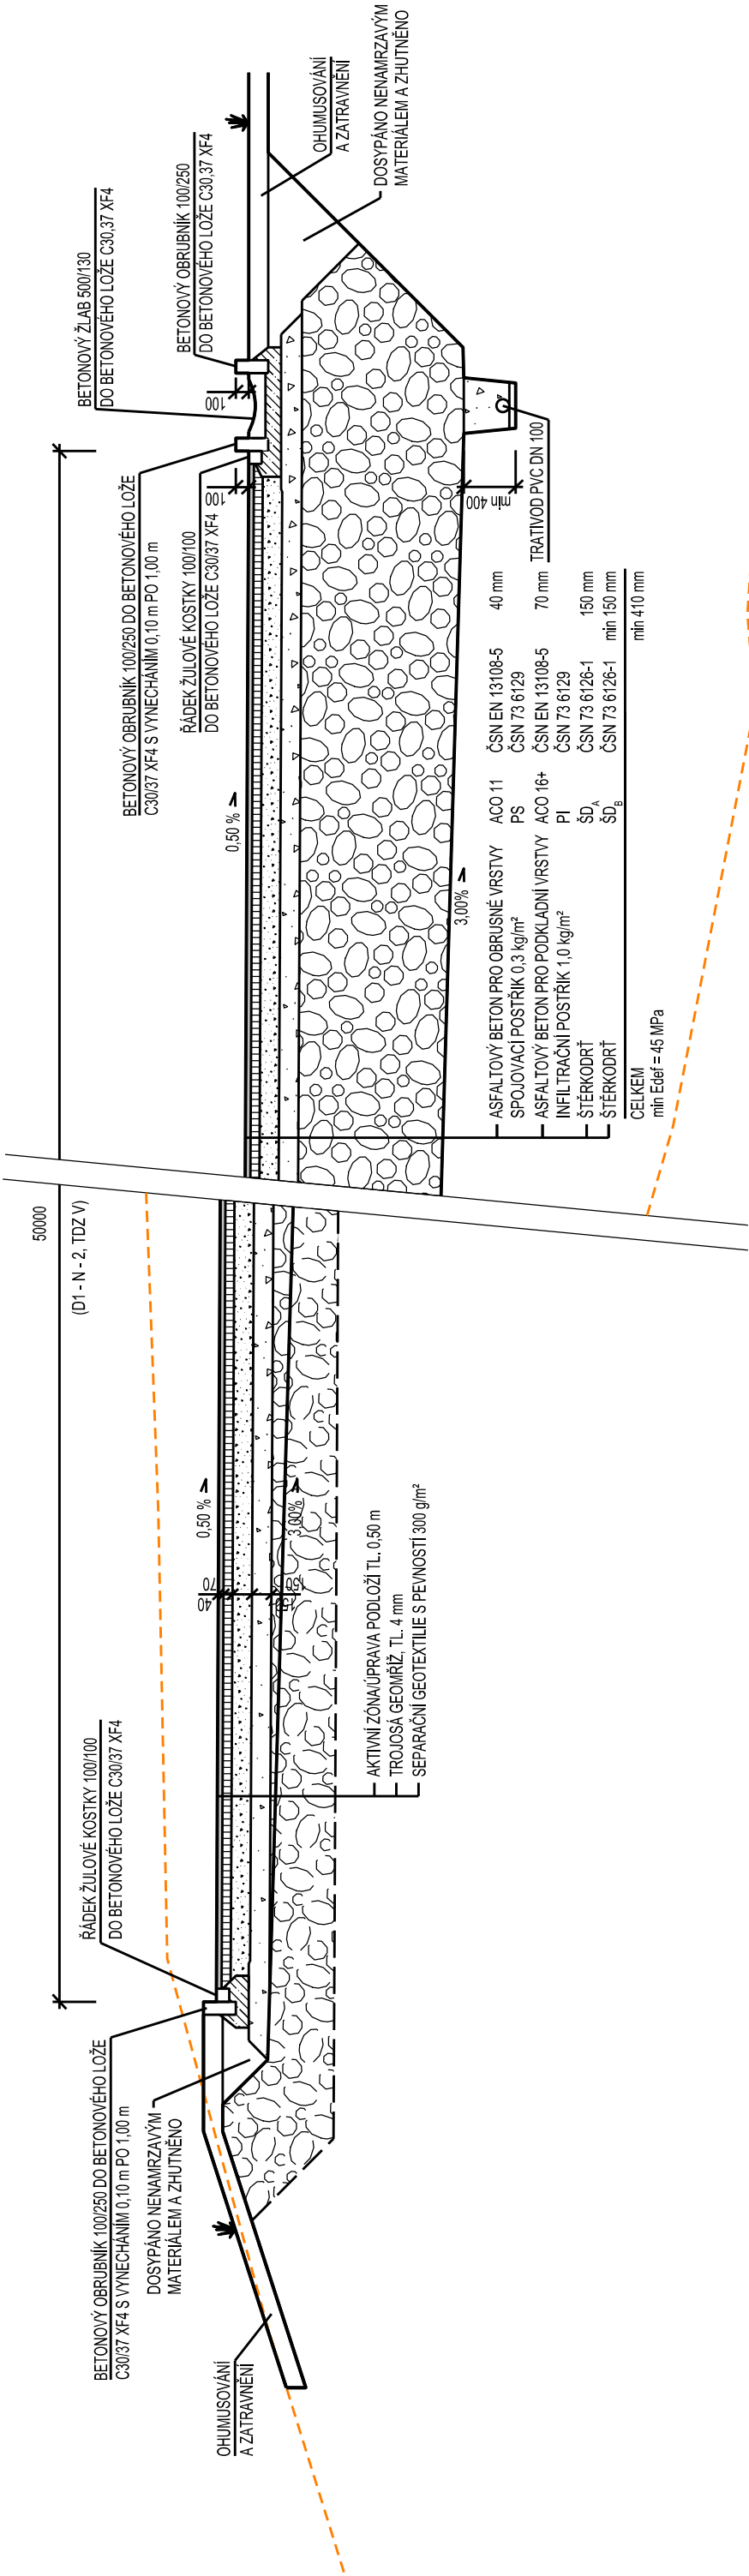 50000
(D1 - N - 2, TDZ V)
BETONOVÝ OBRUBNÍK 100/250 DO BETONOVÉHO LOŽE
C30/37 XF4 S VYNECHÁNÍM 0,10 m PO 1,00 m
DOSYPÁNO NENAMRZAVÝM
MATERIÁLEM A ZHUTNĚNO
OHUMUSOVÁNÍ
A ZATRAVNĚNÍ
ŘÁDEK ŽULOVÉ KOSTKY 100/100
DO BETONOVÉHO LOŽE C30/37 XF4
0,50 %
3,00%
40
70
150
150
AKTIVNÍ ZÓNA/ÚPRAVA PODLOŽÍ TL. 0,50 m
TROJOSÁ GEOMŘÍŽ, TL. 4 mm
SEPARAČNÍ GEOTEXTILIE S PEVNOSTÍ 300 g/m²
BETONOVÝ OBRUBNÍK 100/250 DO BETONOVÉHO LOŽE
C30/37 XF4 S VYNECHÁNÍM 0,10 m PO 1,00 m
ŘÁDEK ŽULOVÉ KOSTKY 100/100
DO BETONOVÉHO LOŽE C30/37 XF4
BETONOVÝ ŽLAB 500/130
DO BETONOVÉHO LOŽE C30,37 XF4
BETONOVÝ OBRUBNÍK 100/250
DO BETONOVÉHO LOŽE C30,37 XF4
OHUMUSOVÁNÍ
A ZATRAVNĚNÍ
DOSYPÁNO NENAMRZAVÝM
MATERIÁLEM A ZHUTNĚNO
0,50 %
100
100
3,00%
min 400
TRATIVOD PVC DN 100
ASFALTOVÝ BETON PRO OBRUSNÉ VRSTVY ACO 11 ČSN EN 13108-5 40 mm
SPOJOVACÍ POSTŘIK 0,3 kg/m² PS ČSN 73 6129
ASFALTOVÝ BETON PRO PODKLADNÍ VRSTVY ACO 16+ ČSN EN 13108-5 70 mm
INFILTRAČNÍ POSTŘIK 1,0 kg/m² PI ČSN 73 6129
ŠTĚRKODRŤ ŠDA ČSN 73 6126-1 150 mm
ŠTĚRKODRŤ ŠDB ČSN 73 6126-1 min 150 mm
CELKEM min 410 mm
min Edef = 45 MPa